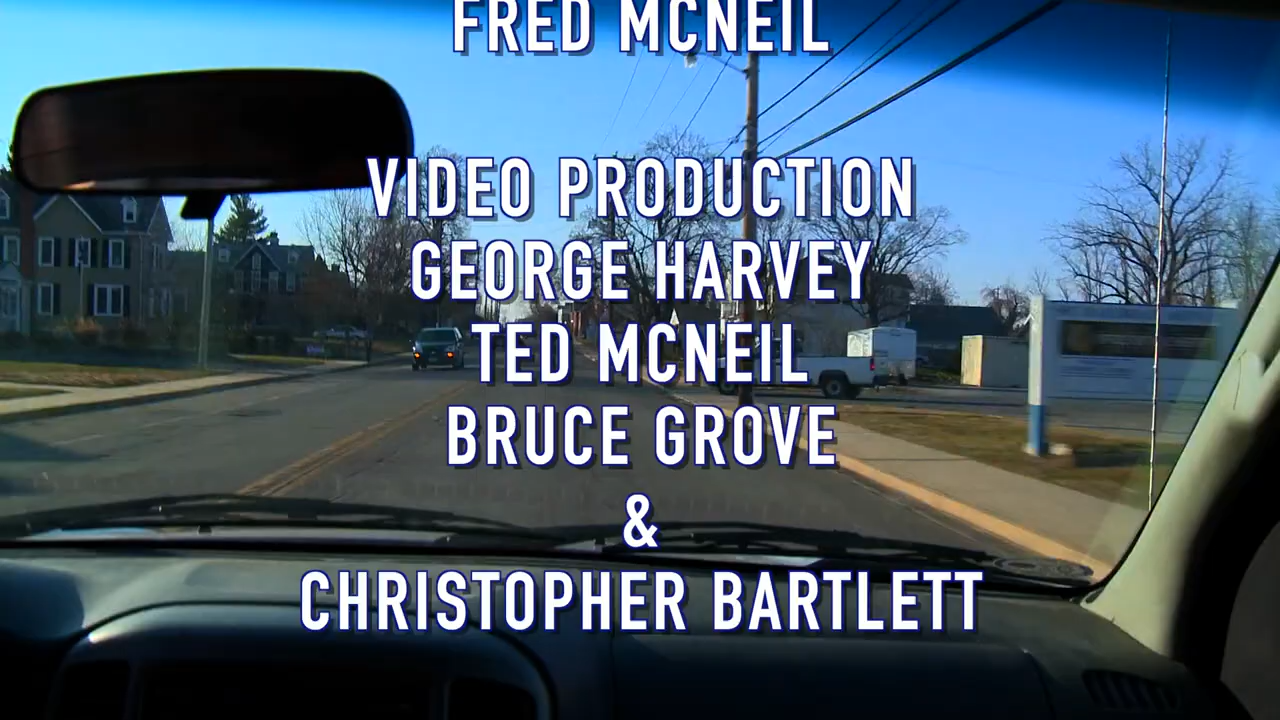 FRED MCNEIL
VIDEO PRODUCTION
GEORGE HARVEY
TED MCNEIL
BRUCE GROVE
&
CHRISTOPHER BARTLETT